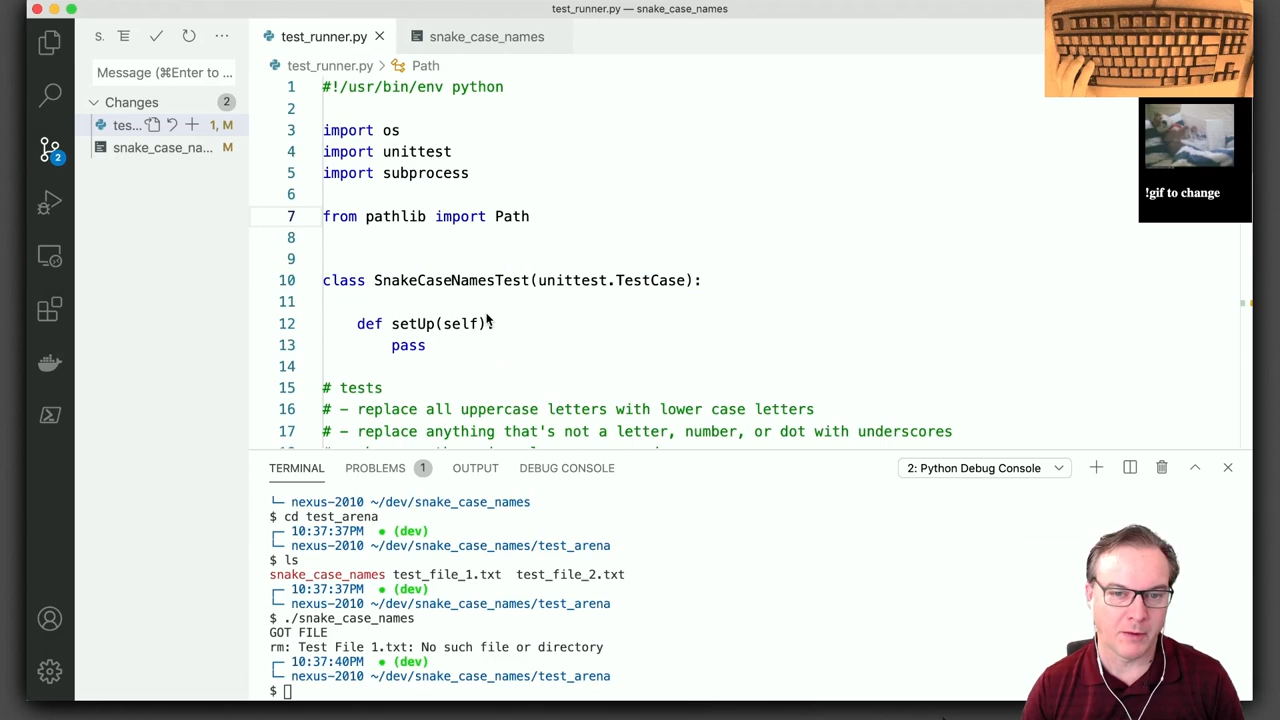 test_runner.py — snake_case_names
S.
test_runner.py
snake_case_names
Message (⌘Enter to ...
test_runner.py > Path
Changes 2
tes... 1, M
snake_case_na... M
2
1 #!/usr/bin/env python
2
3 import os
4 import unittest
5 import subprocess
6
7 from pathlib import Path
8
9
10 class SnakeCaseNamesTest(unittest.TestCase):
11
12 def setUp(self):
13 pass
14
15 # tests
16 # - replace all uppercase letters with lower case letters
17 # - replace anything that's not a letter, number, or dot with underscores
!gif to change
TERMINAL PROBLEMS 1 OUTPUT DEBUG CONSOLE 2: Python Debug Console
└─ nexus-2010 ~/dev/snake_case_names
$ cd test_arena
┌─ 10:37:37PM ● (dev)
└─ nexus-2010 ~/dev/snake_case_names/test_arena
$ ls
snake_case_names test_file_1.txt test_file_2.txt
┌─ 10:37:37PM ● (dev)
└─ nexus-2010 ~/dev/snake_case_names/test_arena
$ ./snake_case_names
GOT FILE
rm: Test File 1.txt: No such file or directory
┌─ 10:37:40PM ● (dev)
└─ nexus-2010 ~/dev/snake_case_names/test_arena
$